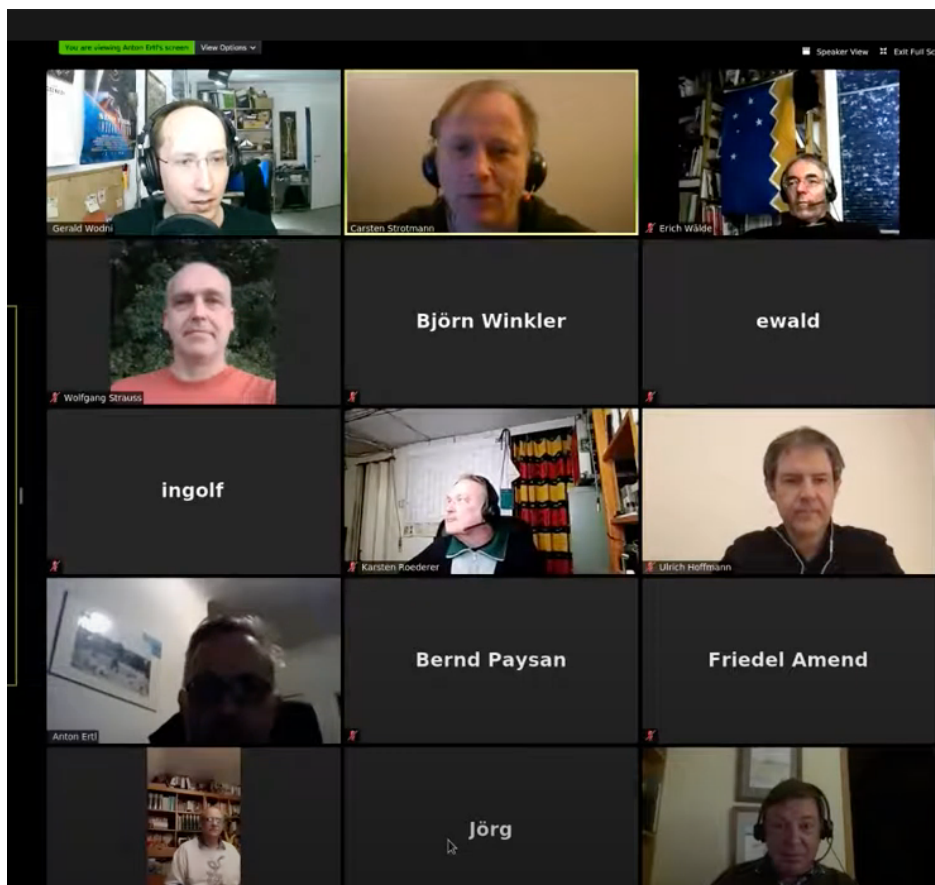 You are viewing Anton Ertl's screen View Options
Speaker View Exit Full Sc
Gerald Wodni
Carsten Strotmann
Erich Wälde
Wolfgang Strauss
Björn Winkler
ewald
ingolf
Karsten Roederer
Ulrich Hoffmann
Anton Ertl
Bernd Paysan
Friedel Amend
Jörg